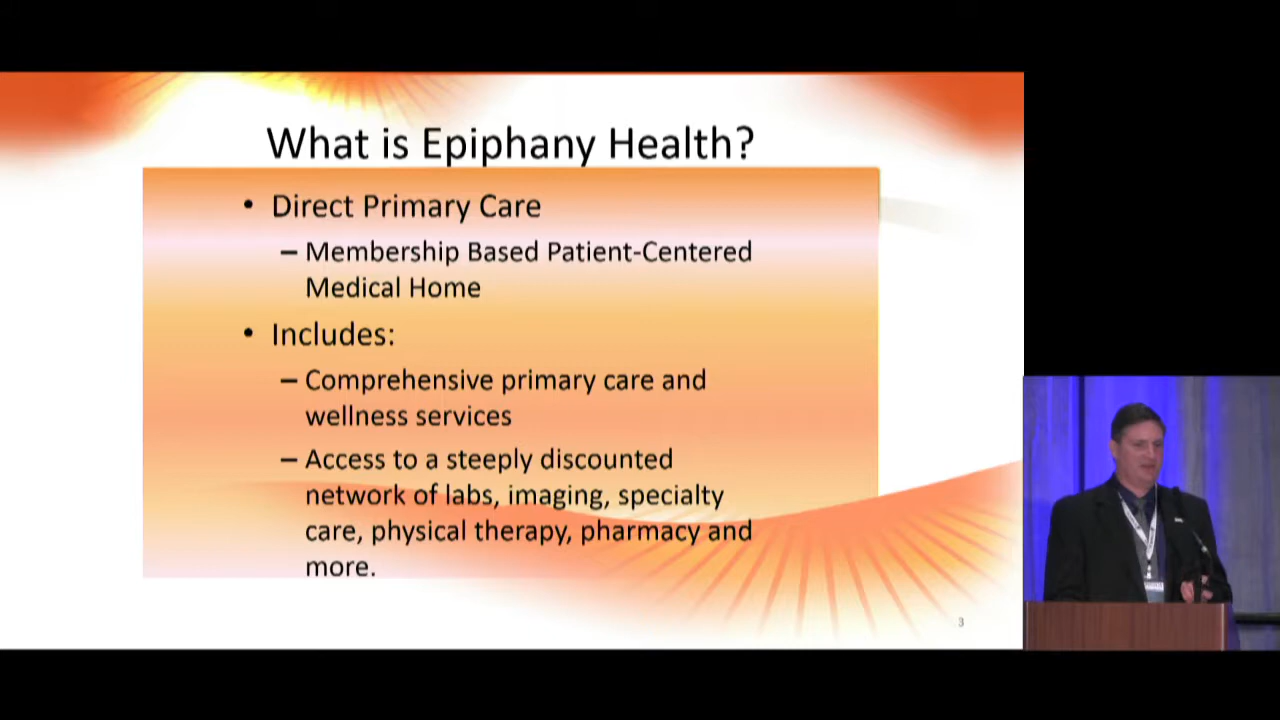 What is Epiphany Health?
• Direct Primary Care
– Membership Based Patient-Centered
Medical Home
• Includes:
– Comprehensive primary care and
wellness services
– Access to a steeply discounted
network of labs, imaging, specialty
care, physical therapy, pharmacy and
more.
3